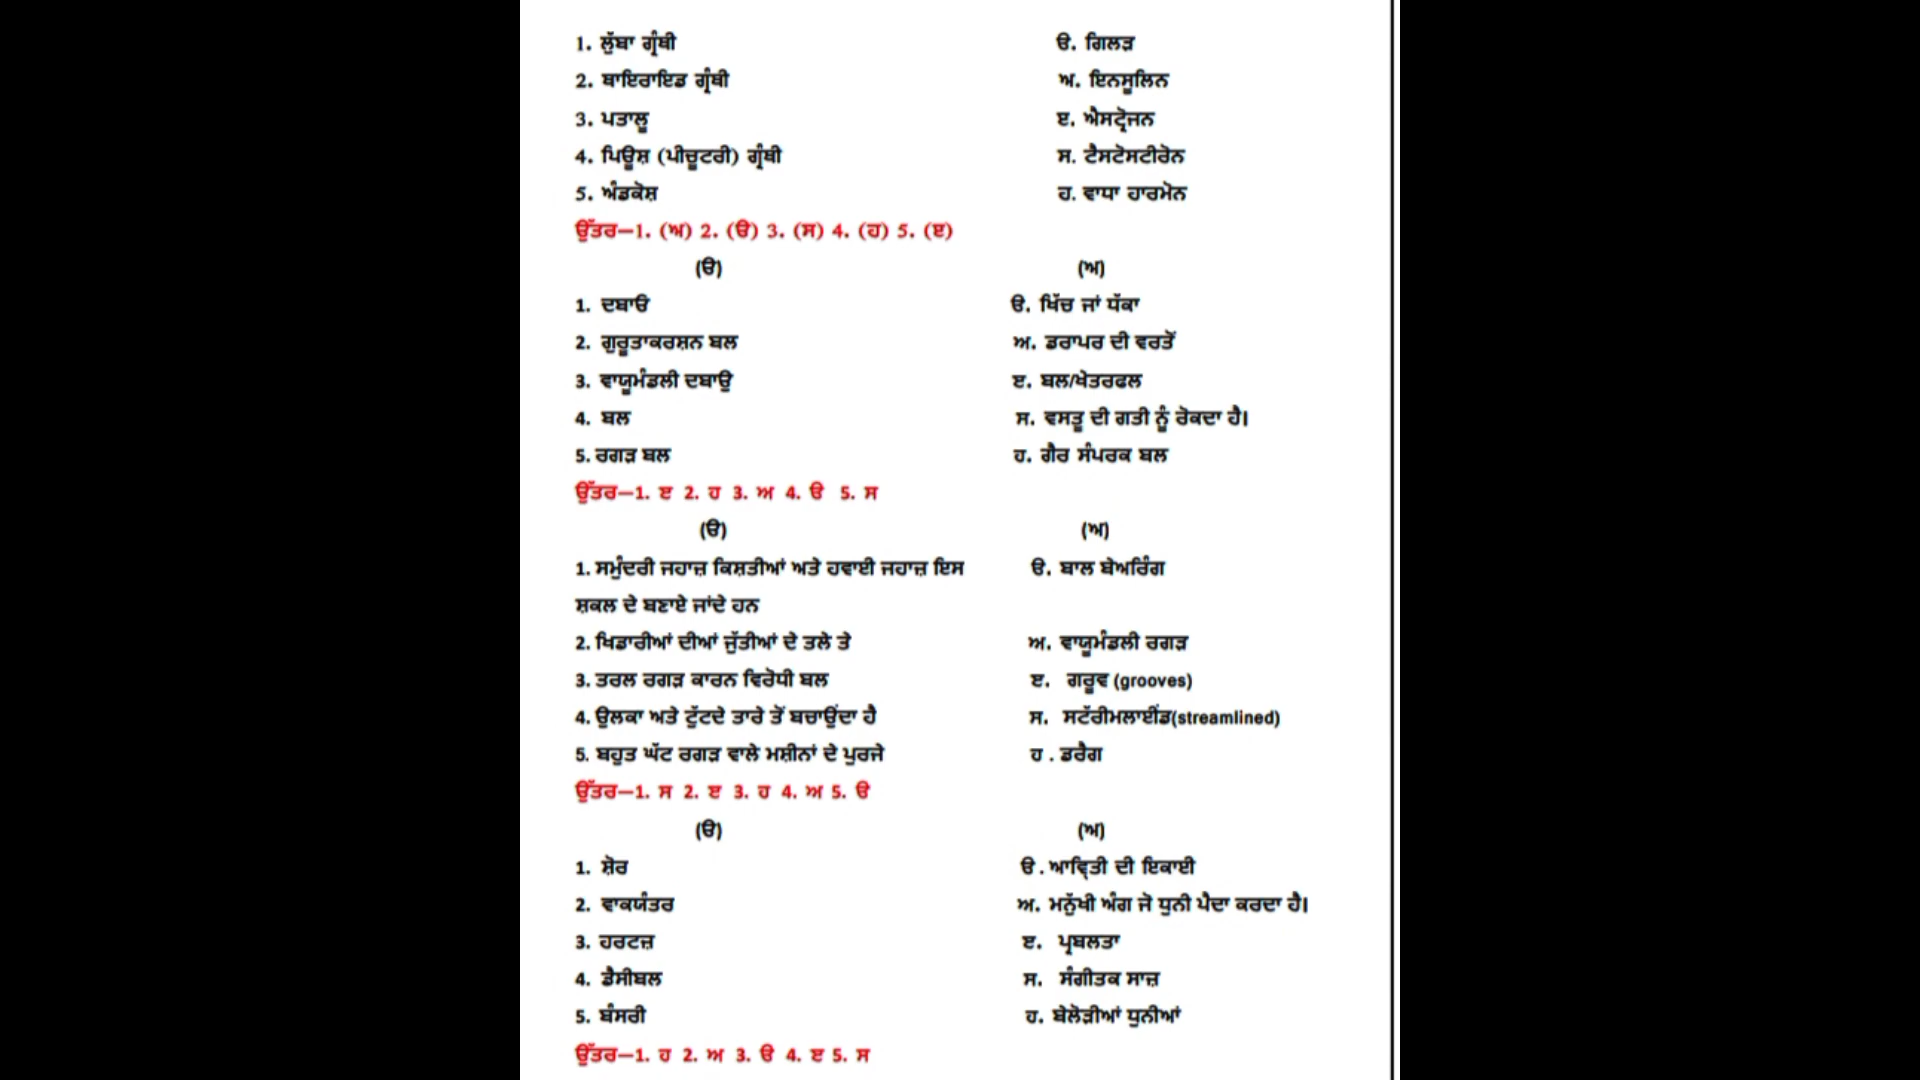 1. ਲੁੱਬਾ ਗ੍ਰੰਥੀ ੳ. ਗਿਲੜ
2. ਥਾਇਰਾਇਡ ਗ੍ਰੰਥੀ ਅ. ਇਨਸੂਲਿਨ
3. ਪਤਾਲੂ ੲ. ਐਸਟ੍ਰੋਜਨ
4. ਪਿਊਸ਼ (ਪੀਚੂਟਰੀ) ਗ੍ਰੰਥੀ ਸ. ਟੈਸਟੋਸਟੀਰੋਨ
5. ਅੰਡਕੋਸ਼ ਹ. ਵਾਧਾ ਹਾਰਮੋਨ
ਉੱਤਰ—1. (ਅ) 2. (ੳ) 3. (ਸ) 4. (ਹ) 5. (ੲ)
(ੳ) (ਅ)
1. ਦਬਾਓ ੳ. ਖਿੱਚ ਜਾਂ ਧੱਕਾ
2. ਗੁਰੂਤਾਕਰਸ਼ਨ ਬਲ ਅ. ਡਰਾਪਰ ਦੀ ਵਰਤੋਂ
3. ਵਾਯੂਮੰਡਲੀ ਦਬਾਉ ੲ. ਬਲ/ਖੇਤਰਫਲ
4. ਬਲ ਸ. ਵਸਤੂ ਦੀ ਗਤੀ ਨੂੰ ਰੋਕਦਾ ਹੈ।
5. ਰਗੜ ਬਲ ਹ. ਗੈਰ ਸੰਪਰਕ ਬਲ
ਉੱਤਰ—1. ੲ 2. ਹ 3. ਅ 4. ੳ 5. ਸ
(ੳ) (ਅ)
1. ਸਮੁੰਦਰੀ ਜਹਾਜ਼ ਕਿਸ਼ਤੀਆਂ ਅਤੇ ਹਵਾਈ ਜਹਾਜ਼ ਇਸ ੳ. ਬਾਲ ਬੇਅਰਿੰਗ
ਸ਼ਕਲ ਦੇ ਬਣਾਏ ਜਾਂਦੇ ਹਨ
2. ਖਿਡਾਰੀਆਂ ਦੀਆਂ ਜੁੱਤੀਆਂ ਦੇ ਤਲੇ ਤੇ ਅ. ਵਾਯੂਮੰਡਲੀ ਰਗੜ
3. ਤਰਲ ਰਗੜ ਕਾਰਨ ਵਿਰੋਧੀ ਬਲ ੲ. ਗਰੂਵ (grooves)
4. ਉਲਕਾ ਅਤੇ ਟੁੱਟਦੇ ਤਾਰੇ ਤੋਂ ਬਚਾਉਂਦਾ ਹੈ ਸ. ਸਟੱਰੀਮਲਾਈਂਡ(streamlined)
5. ਬਹੁਤ ਘੱਟ ਰਗੜ ਵਾਲੇ ਮਸ਼ੀਨਾਂ ਦੇ ਪੁਰਜੇ ਹ . ਡਰੈਗ
ਉੱਤਰ—1. ਸ 2. ੲ 3. ਹ 4. ਅ 5. ੳ
(ੳ) (ਅ)
1. ਸ਼ੋਰ ੳ . ਆਵ੍ਰਿਤੀ ਦੀ ਇਕਾਈ
2. ਵਾਕਯੰਤਰ ਅ. ਮਨੁੱਖੀ ਅੰਗ ਜੋ ਧੁਨੀ ਪੈਦਾ ਕਰਦਾ ਹੈ।
3. ਹਰਟਜ਼ ੲ. ਪ੍ਰਬਲਤਾ
4. ਡੈਸੀਬਲ ਸ. ਸੰਗੀਤਕ ਸਾਜ਼
5. ਬੰਸਰੀ ਹ. ਬੇਲੋੜੀਆਂ ਧੁਨੀਆਂ
ਉੱਤਰ—1. ਹ 2. ਅ 3. ੳ 4. ੲ 5. ਸ